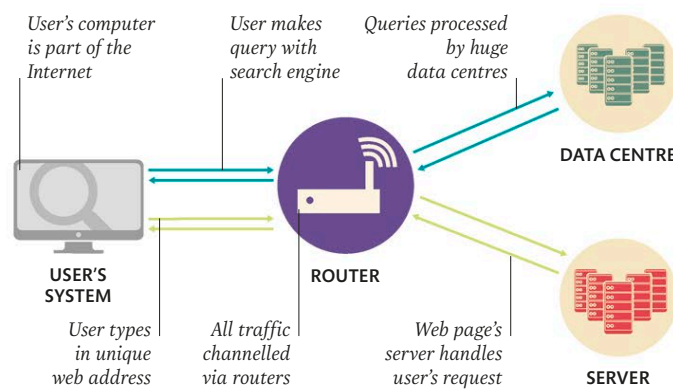 User's computer
is part of the
Internet
User makes
query with
search engine
Queries processed
by huge
data centres
DATA CENTRE
USER'S
SYSTEM
ROUTER
User types
in unique
web address
All traffic
channelled
via routers
Web page's
server handles
user's request
SERVER